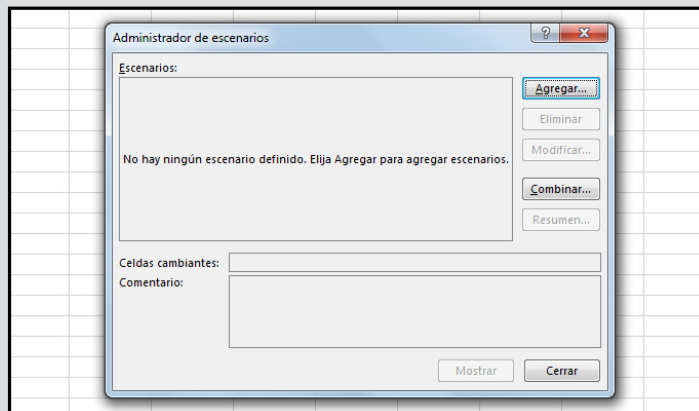 Administrador de escenarios
?
Escenarios:
No hay ningún escenario definido. Elija Agregar para agregar escenarios.
Agregar...
Eliminar
Modificar...
Combinar...
Resumen...
Celdas cambiantes:
Comentario:
Mostrar
Cerrar